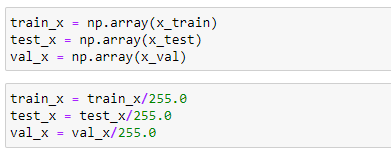 train_x = np.array(x_train)
test_x = np.array(x_test)
val_x = np.array(x_val)
train_x = train_x/255.0
test_x = test_x/255.0
val_x = val_x/255.0